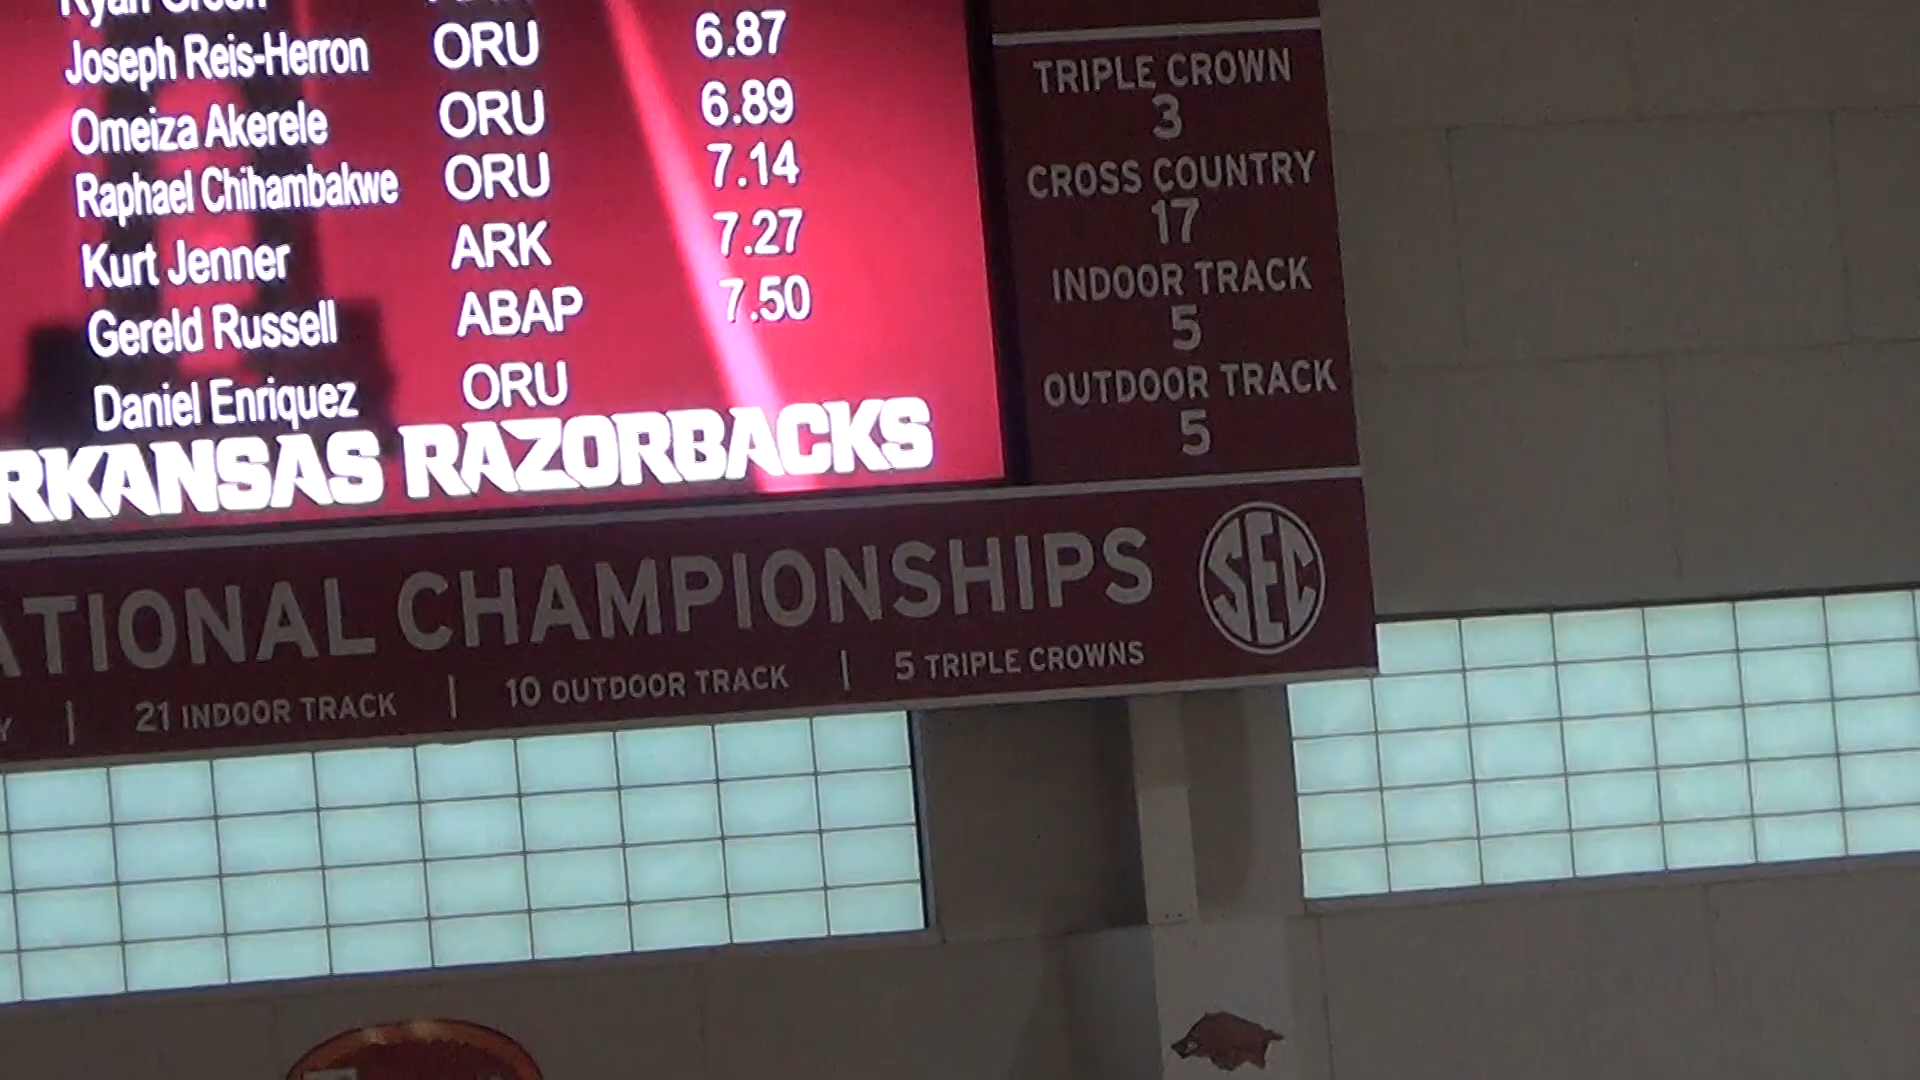 Ryan Green
Joseph Reis-Herron ORU 6.87
Omeiza Akerele ORU 6.89
Raphael Chihambakwe ORU 7.14
Kurt Jenner ARK 7.27
Gereld Russell ABAP 7.50
Daniel Enriquez ORU
RKANSAS RAZORBACKS
TRIPLE CROWN
3
CROSS COUNTRY
17
INDOOR TRACK
5
OUTDOOR TRACK
5
ATIONAL CHAMPIONSHIPS
SEC
Y | 21 INDOOR TRACK | 10 OUTDOOR TRACK | 5 TRIPLE CROWNS